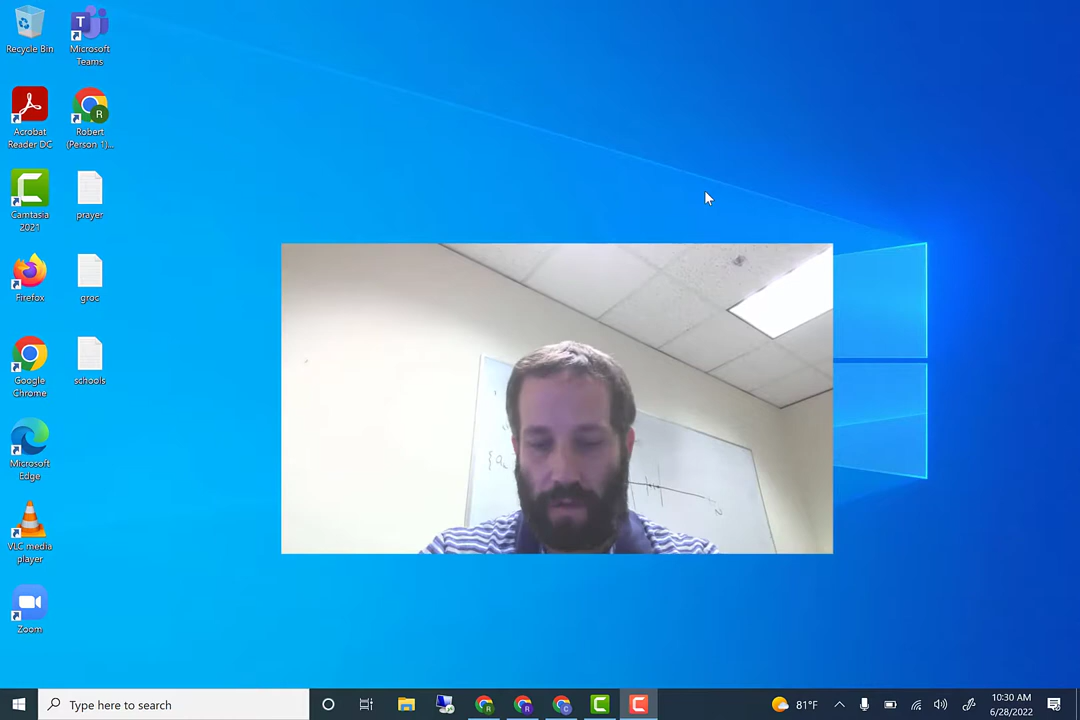 Recycle Bin
Microsoft
Teams
Acrobat
Reader DC
Robert
(Person 1)...
Camtasia
2021
prayer
Firefox
groc
Google
Chrome
schools
Microsoft
Edge
VLC media
player
Zoom
Type here to search
81°F
10:30 AM
6/28/2022